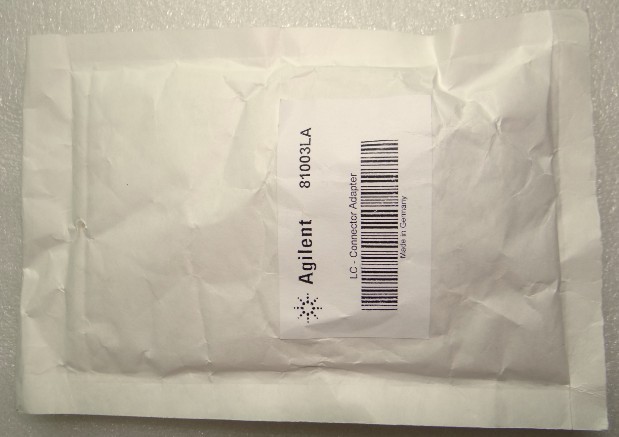 Agilent 81003LA
LC - Connector Adapter
Made in Germany